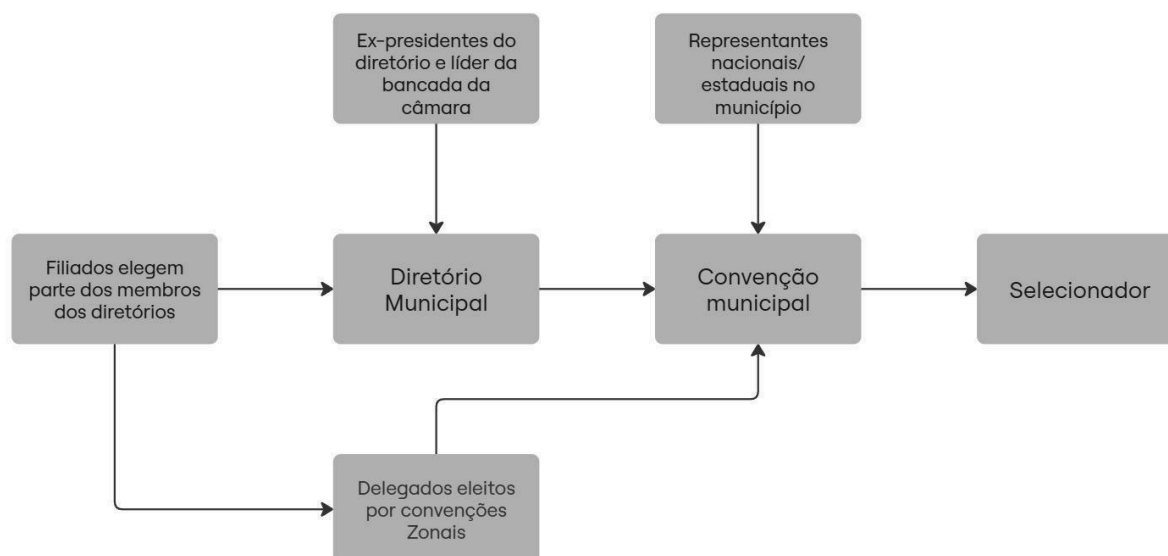 Ex-presidentes do
diretório e líder da
bancada da
câmara
Representantes
nacionais/
estaduais no
município
Filiados elegem
parte dos membros
dos diretórios
Diretório
Municipal
Convenção
municipal
Selecionador
Delegados eleitos
por convenções
Zonais